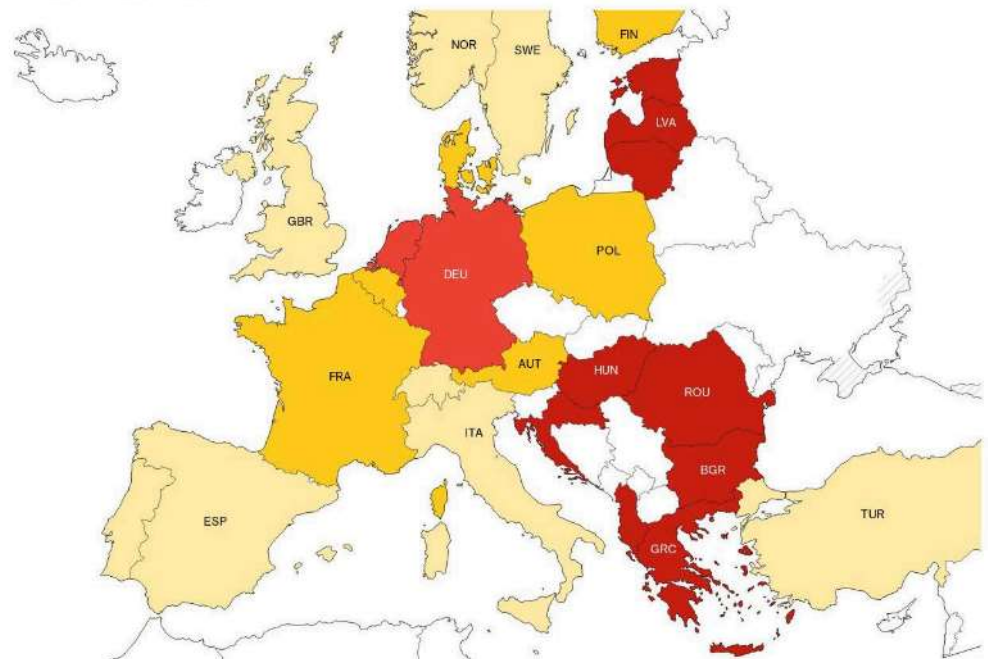 NOR
SWE
FIN
LVA
GBR
DEU
POL
FRA
AUT
HUN
ROU
ITA
BGR
ESP
GRC
TUR